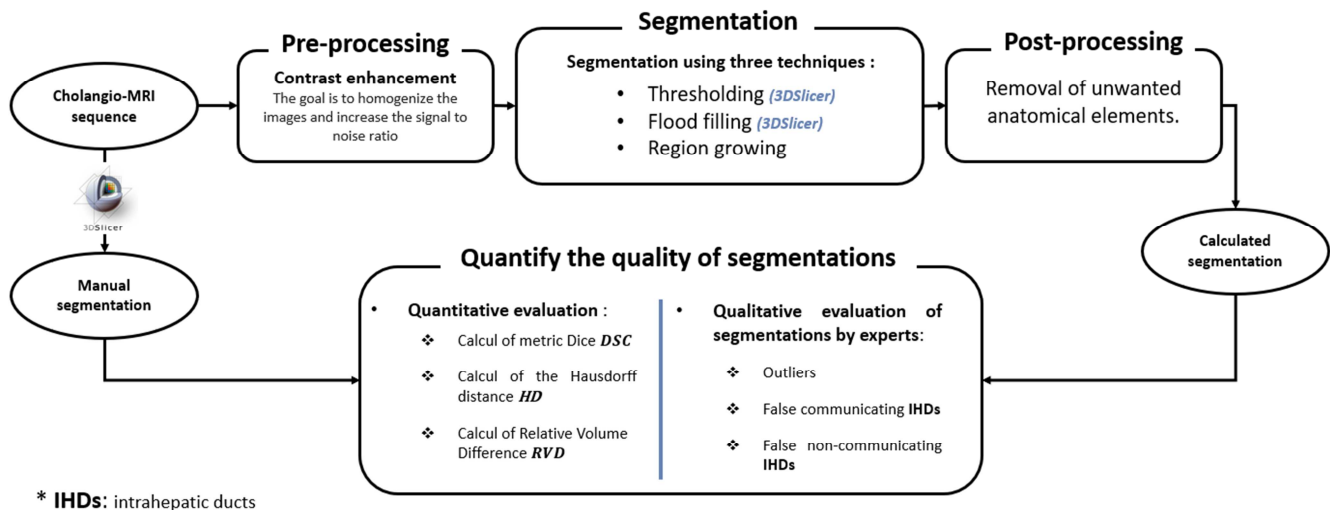 Cholangio-MRI
sequence
Pre-processing
Contrast enhancement
The goal is to homogenize the
images and increase the signal to
noise ratio
Segmentation
Segmentation using three techniques :
• Thresholding (3DSlicer)
• Flood filling (3DSlicer)
• Region growing
Post-processing
Removal of unwanted
anatomical elements.
3DSlicer
Manual
segmentation
Calculated
segmentation
Quantify the quality of segmentations
• Quantitative evaluation :
❖ Calcul of metric Dice DSC
❖ Calcul of the Hausdorff
distance HD
❖ Calcul of Relative Volume
Difference RVD
• Qualitative evaluation of
segmentations by experts:
❖ Outliers
❖ False communicating IHDs
❖ False non-communicating
IHDs
* IHDs: intrahepatic ducts